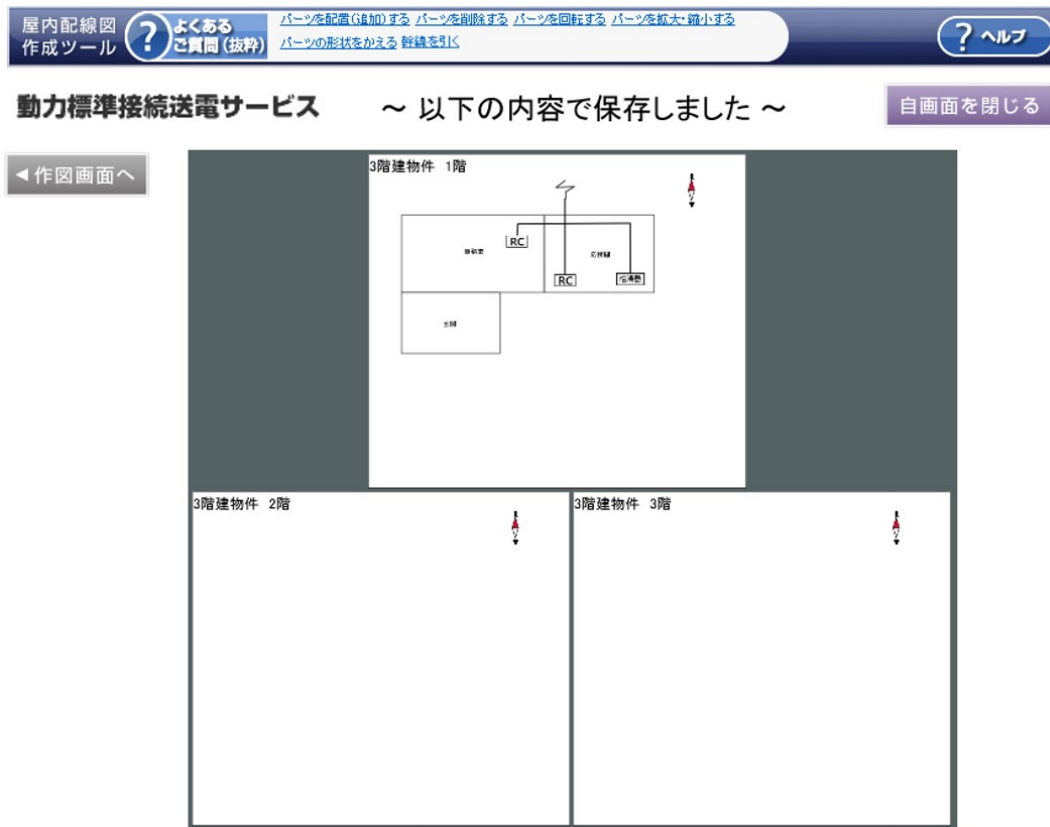 屋内配線図
作成ツール
?
よくある
ご質問(抜粋)
パーツを配置(追加)する パーツを削除する パーツを回転する パーツを拡大・縮小する
パーツの形状をかえる 幹線を引く
? ヘルプ
動力標準接続送電サービス
～ 以下の内容で保存しました ～
自画面を閉じる
◀作図画面へ
3階建物件 1階
RC
RC
玄関
3階建物件 2階
3階建物件 3階